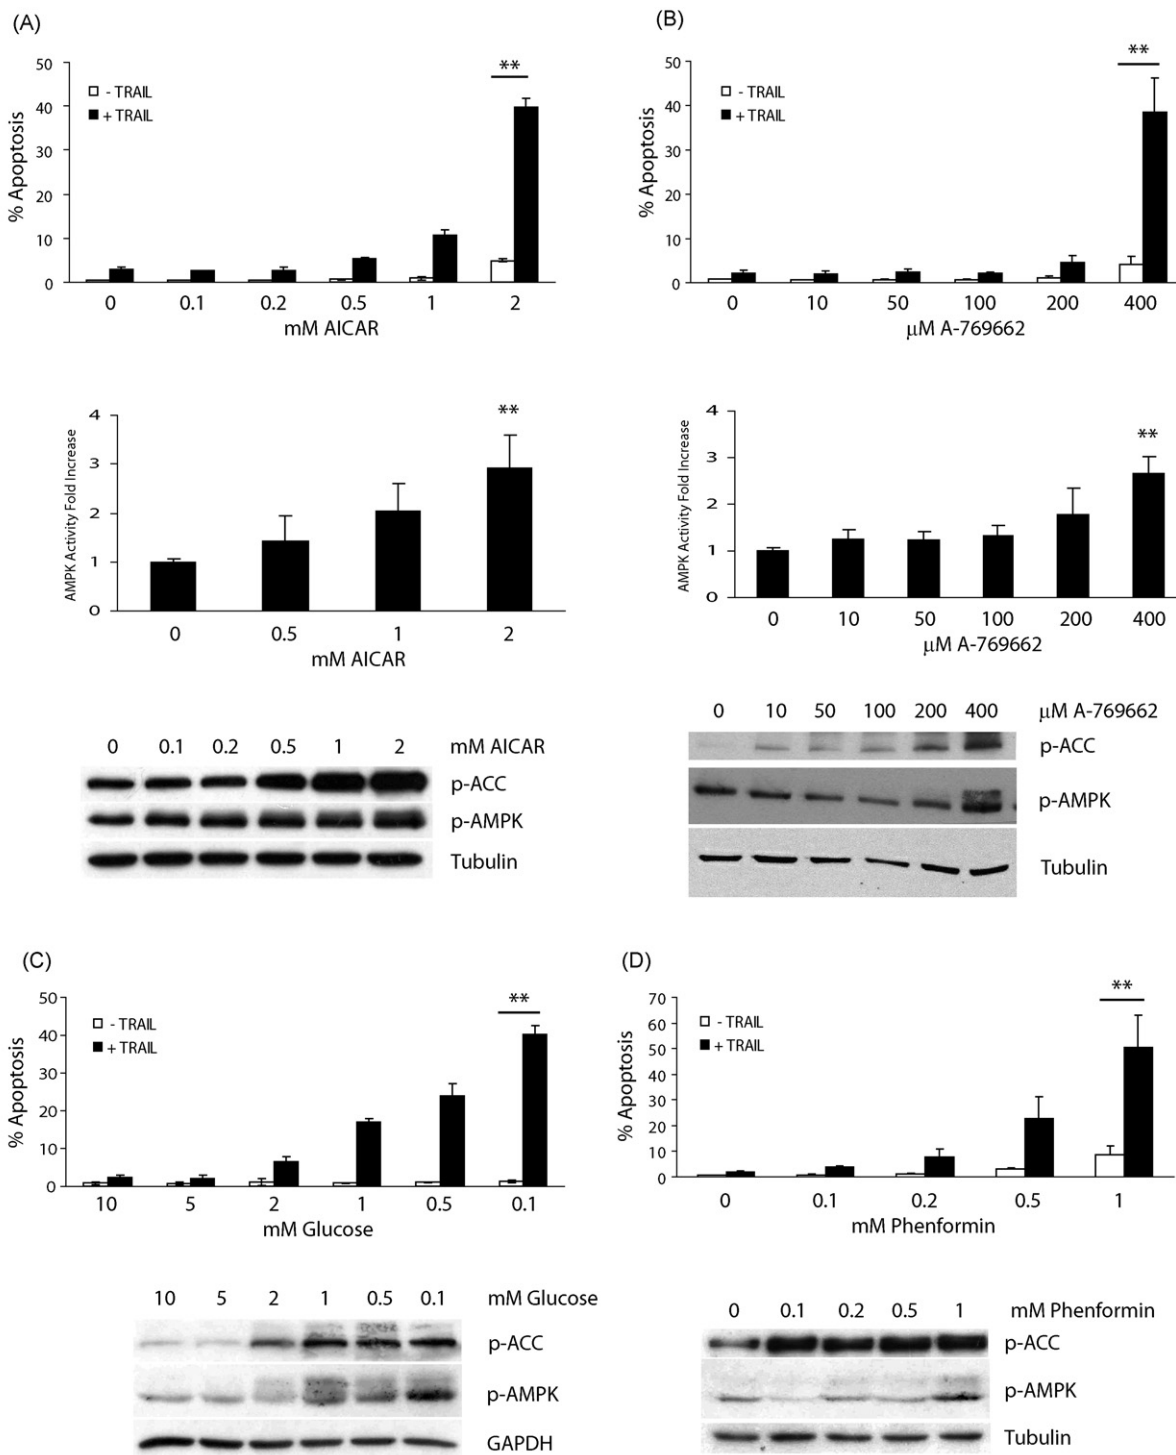 (A)
50
40
30
20
10
0
% Apoptosis
- TRAIL
+ TRAIL
**
0 0.1 0.2 0.5 1 2
mM AICAR
4
3
2
1
0
AMPK Activity Fold Increase
**
0 0.5 1 2
mM AICAR
0 0.1 0.2 0.5 1 2 mM AICAR
p-ACC
p-AMPK
Tubulin
(B)
50
40
30
20
10
0
% Apoptosis
- TRAIL
+ TRAIL
**
0 10 50 100 200 400
μM A-769662
4
3
2
1
0
AMPK Activity Fold Increase
**
0 10 50 100 200 400
μM A-769662
0 10 50 100 200 400 μM A-769662
p-ACC
p-AMPK
Tubulin
(C)
50
40
30
20
10
0
% Apoptosis
- TRAIL
+ TRAIL
**
10 5 2 1 0.5 0.1
mM Glucose
10 5 2 1 0.5 0.1 mM Glucose
p-ACC
p-AMPK
GAPDH
(D)
70
60
50
40
30
20
10
0
% Apoptosis
- TRAIL
+ TRAIL
**
0 0.1 0.2 0.5 1
mM Phenformin
0 0.1 0.2 0.5 1 mM Phenformin
p-ACC
p-AMPK
Tubulin